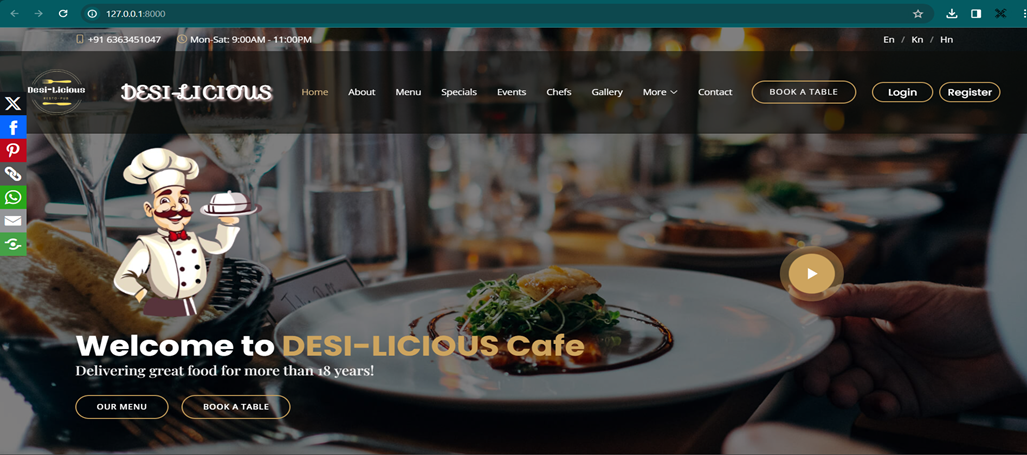 127.0.0.1:8000
+91 6363451047 Mon-Sat: 9:00AM - 11:00PM En / Kn / Hn
Desi-Licious
DESI-LICIOUS Home About Menu Specials Events Chefs Gallery More Contact BOOK A TABLE Login Register
Welcome to DESI-LICIOUS Cafe
Delivering great food for more than 18 years!
OUR MENU BOOK A TABLE